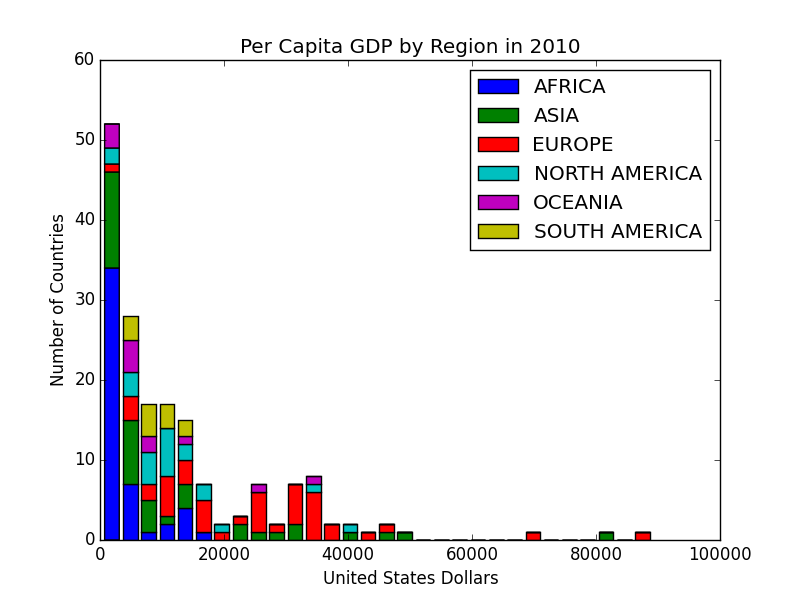 Per Capita GDP by Region in 2010
60
50
40
30
20
10
0
Number of Countries
AFRICA
ASIA
EUROPE
NORTH AMERICA
OCEANIA
SOUTH AMERICA
0 20000 40000 60000 80000 100000
United States Dollars